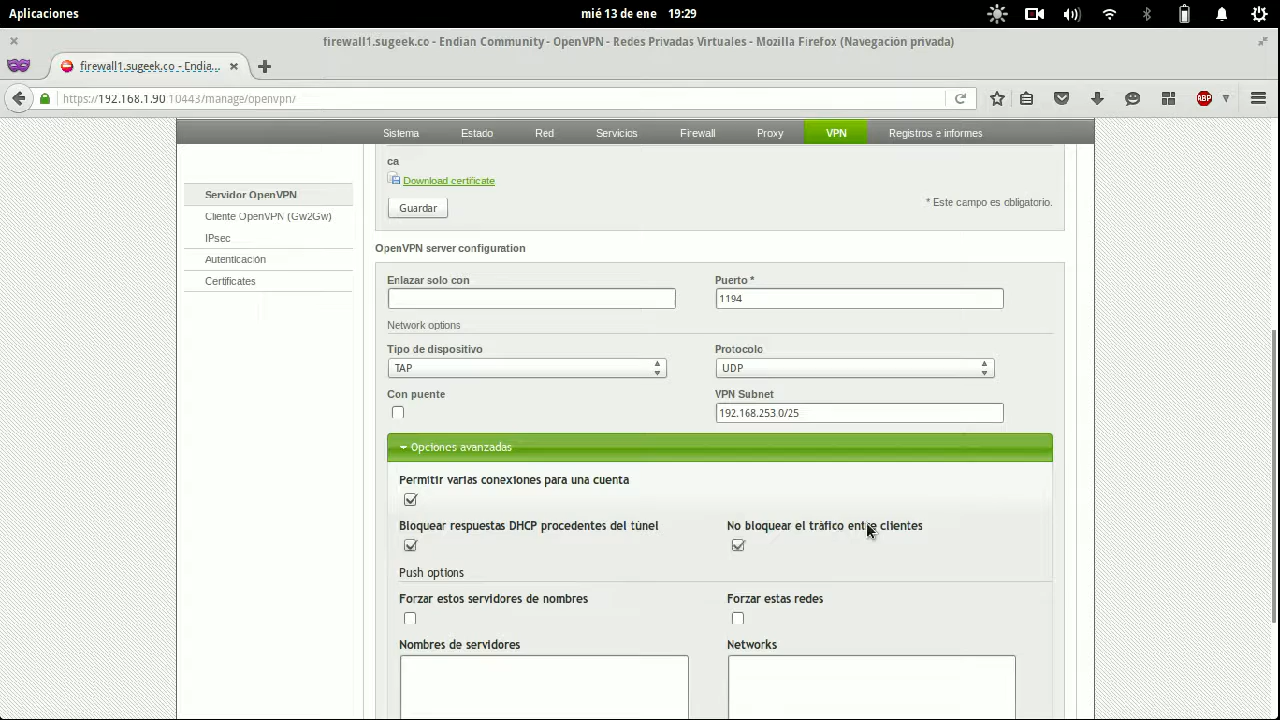 Aplicaciones
mié 13 de ene 19:29
firewall1.sugeek.co - Endian Community - OpenVPN - Redes Privadas Virtuales - Mozilla Firefox (Navegación privada)
firewall1.sugeek.co - Endia...
https://192.168.1.90:10443/manage/openvpn/
ABP
Sistema
Estado
Red
Servicios
Firewall
Proxy
VPN
Registros e informes
Servidor OpenVPN
Cliente OpenVPN (Gw2Gw)
IPsec
Autenticación
Certificates
ca
Download certificate
Guardar
* Este campo es obligatorio.
OpenVPN server configuration
Enlazar solo con
Puerto *
1194
Network options
Tipo de dispositivo
Protocolo
TAP
UDP
Con puente
VPN Subnet
192.168.253.0/25
Opciones avanzadas
Permitir varias conexiones para una cuenta
Bloquear respuestas DHCP procedentes del túnel
No bloquear el tráfico entre clientes
Push options
Forzar estos servidores de nombres
Forzar estas redes
Nombres de servidores
Networks